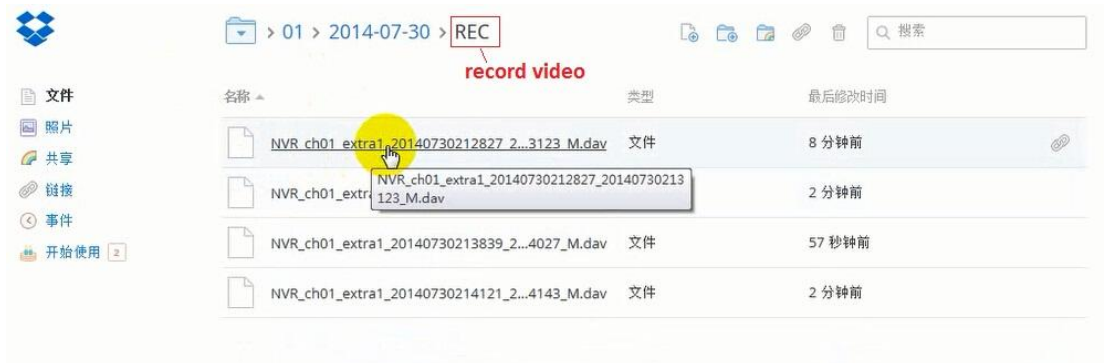 > 01 > 2014-07-30 > REC
搜索
record video
文件
照片
共享
链接
事件
开始使用 2
名称 类型 最后修改时间
NVR_ch01_extra1_20140730212827_2...3123_M.dav 文件 8 分钟前
NVR_ch01_extra1_20140730212827_20140730213
123_M.dav
NVR_ch01_extr 2 分钟前
NVR_ch01_extra1_20140730213839_2...4027_M.dav 文件 57 秒钟前
NVR_ch01_extra1_20140730214121_2...4143_M.dav 文件 2 分钟前